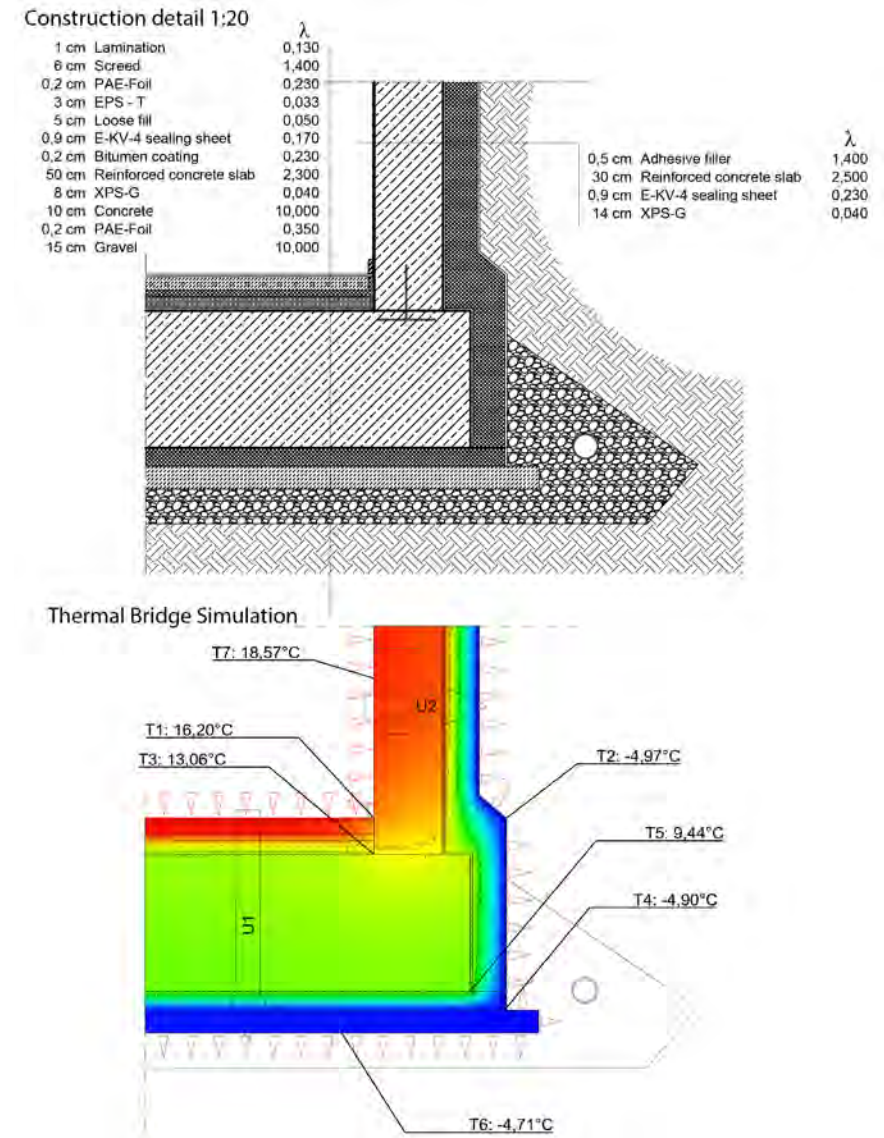 Construction detail 1:20
λ
1 cm Lamination 0,130
6 cm Screed 1,400
0,2 cm PAE-Foil 0,230
3 cm EPS - T 0,033
5 cm Loose fill 0,050
0,9 cm E-KV-4 sealing sheet 0,170
0,2 cm Bitumen coating 0,230
50 cm Reinforced concrete slab 2,300
8 cm XPS-G 0,040
10 cm Concrete 10,000
0,2 cm PAE-Foil 0,350
15 cm Gravel 10,000
λ
0,5 cm Adhesive filler 1,400
30 cm Reinforced concrete slab 2,500
0,9 cm E-KV-4 sealing sheet 0,230
14 cm XPS-G 0,040
Thermal Bridge Simulation
T7: 18,57°C
U2
T1: 16,20°C
T3: 13,06°C
T2: -4,97°C
T5: 9,44°C
T4: -4,90°C
U1
T6: -4,71°C